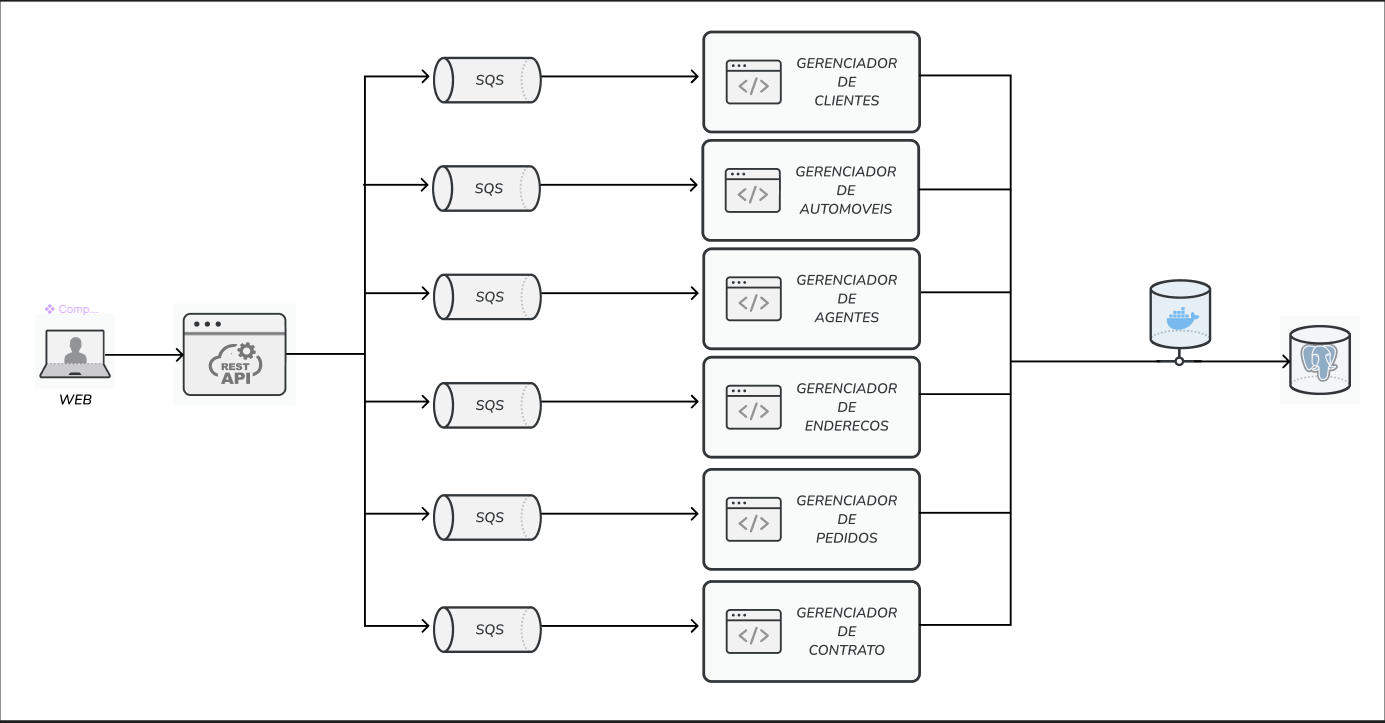 SQS
GERENCIADOR
DE
CLIENTES
SQS
GERENCIADOR
DE
AUTOMOVEIS
SQS
GERENCIADOR
DE
AGENTES
Comp...
WEB
REST
API
SQS
GERENCIADOR
DE
ENDERECOS
SQS
GERENCIADOR
DE
PEDIDOS
SQS
GERENCIADOR
DE
CONTRATO